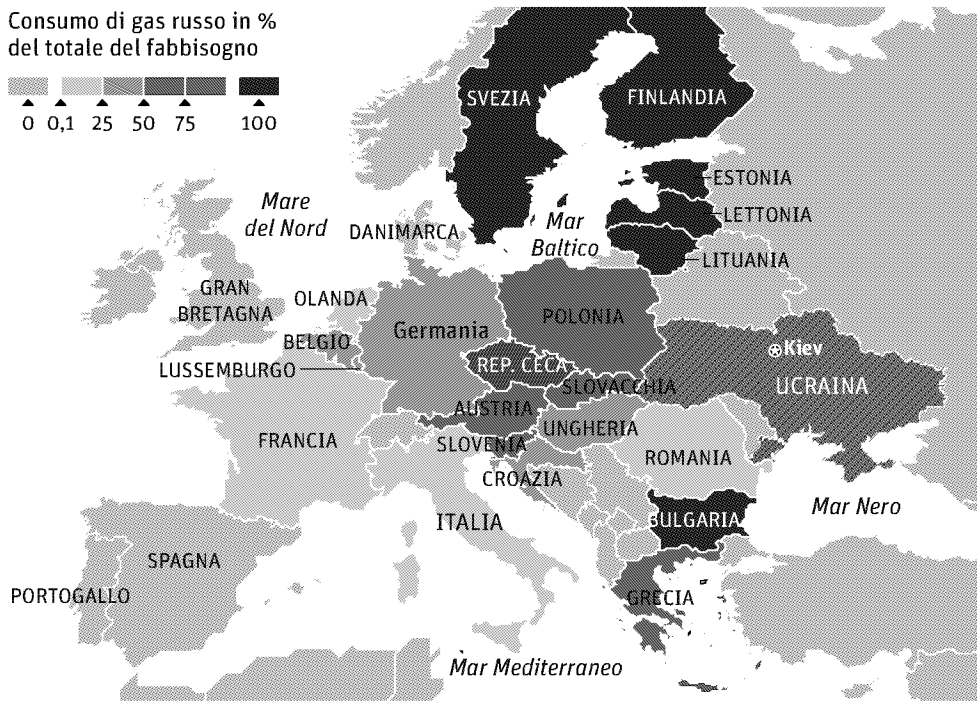 Consumo di gas russo in %
del totale del fabbisogno
0 0,1 25 50 75 100
SVEZIA
FINLANDIA
ESTONIA
Mare
del Nord
LETTONIA
DANIMARCA
Mar
Baltico
LITUANIA
GRAN
BRETAGNA
OLANDA
Germania
POLONIA
BELGIO
Kiev
LUSSEMBURGO
REP. CECA
SLOVACCHIA
UCRAINA
AUSTRIA
UNGHERIA
FRANCIA
SLOVENIA
ROMANIA
CROAZIA
ITALIA
BULGARIA
Mar Nero
SPAGNA
PORTOGALLO
GRECIA
Mar Mediterraneo